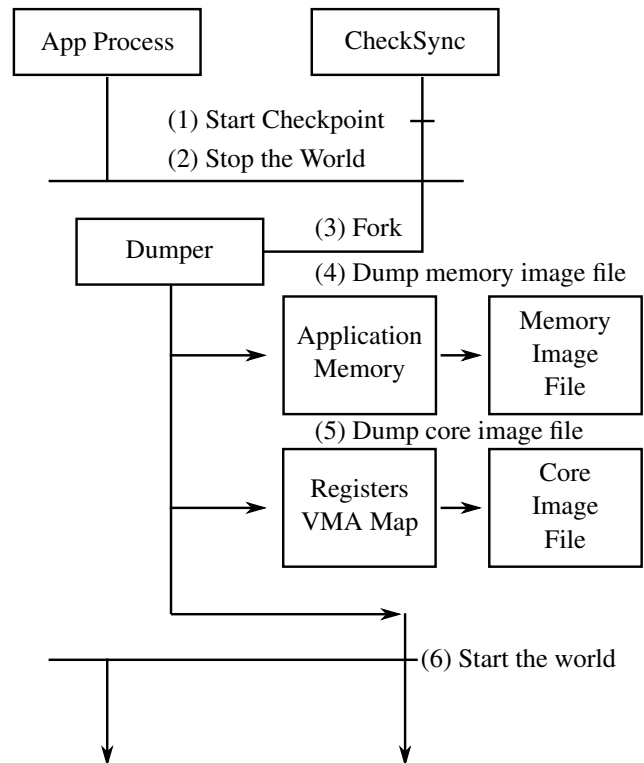 App Process
CheckSync
(1) Start Checkpoint
(2) Stop the World
(3) Fork
Dumper
(4) Dump memory image file
Application
Memory
Memory
Image
File
(5) Dump core image file
Registers
VMA Map
Core
Image
File
(6) Start the world